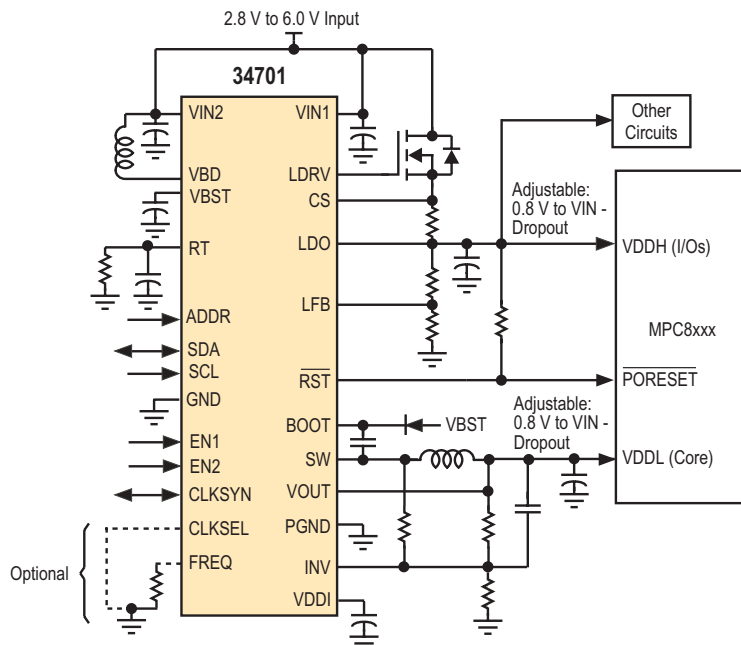 2.8 V to 6.0 V Input
34701
VIN2
VIN1
VBD
LDRV
VBST
CS
RT
LDO
LFB
ADDR
SDA
SCL
RST
GND
BOOT
EN1
SW
EN2
VOUT
CLKSYN
CLKSEL
PGND
FREQ
INV
VDDI
Optional
VBST
Other
Circuits
Adjustable:
0.8 V to VIN -
Dropout
VDDH (I/Os)
MPC8xxx
PORESET
Adjustable:
0.8 V to VIN -
Dropout
VDDL (Core)